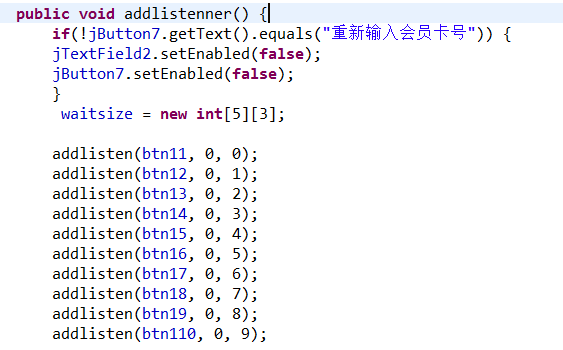 public void addlistenner() {
if(!jButton7.getText().equals("重新输入会员卡号")) {
jTextField2.setEnabled(false);
jButton7.setEnabled(false);
}
waitsize = new int[5][3];
addlisten(btn11, 0, 0);
addlisten(btn12, 0, 1);
addlisten(btn13, 0, 2);
addlisten(btn14, 0, 3);
addlisten(btn15, 0, 4);
addlisten(btn16, 0, 5);
addlisten(btn17, 0, 6);
addlisten(btn18, 0, 7);
addlisten(btn19, 0, 8);
addlisten(btn110, 0, 9);